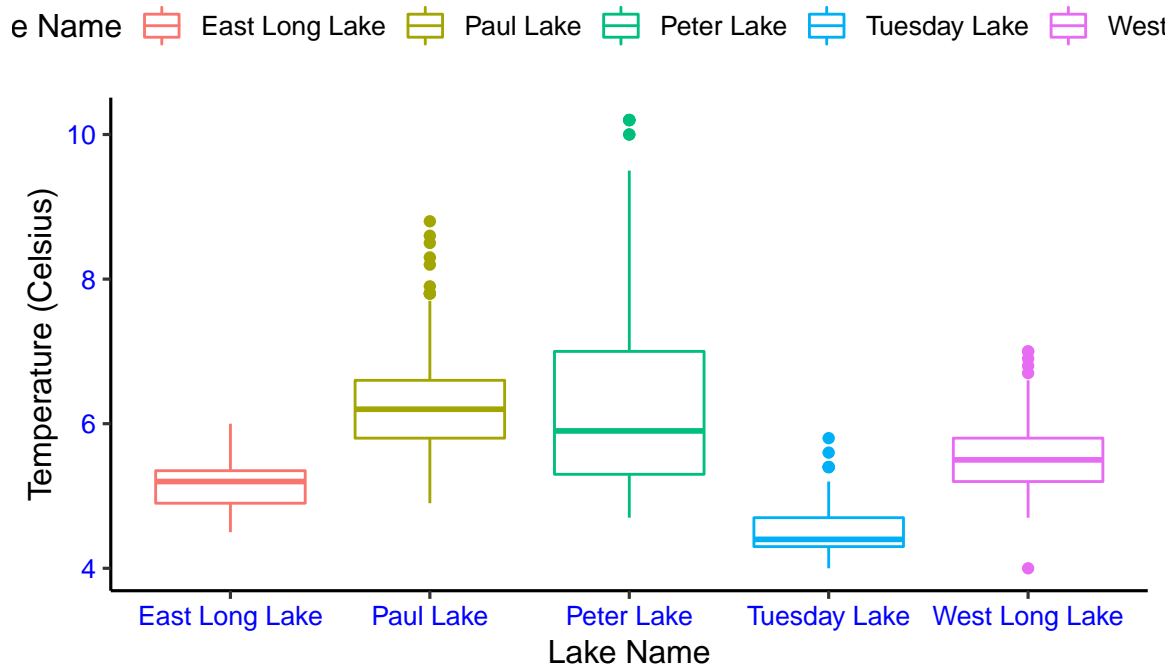 e Name East Long Lake Paul Lake Peter Lake Tuesday Lake West
10
8
6
4
Temperature (Celsius)
East Long Lake Paul Lake Peter Lake Tuesday Lake West Long Lake
Lake Name